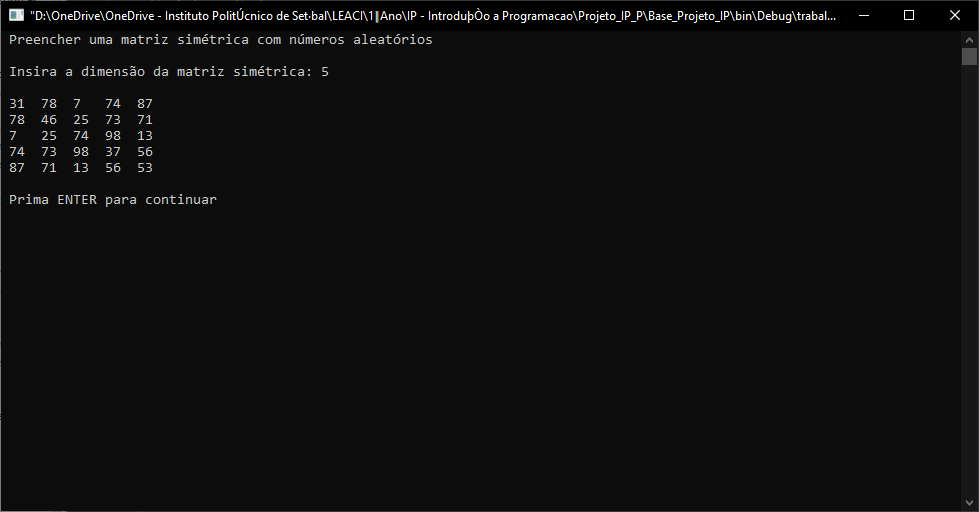 "D:\OneDrive\OneDrive - Instituto PolitÚcnico de Set·bal\LEACI\1║Ano\IP - IntroduþÒo a Programacao\Projeto_IP_P\Base_Projeto_IP\bin\Debug\trabal...
Preencher uma matriz simétrica com números aleatórios
Insira a dimensão da matriz simétrica: 5
31 78 7 74 87
78 46 25 73 71
7 25 74 98 13
74 73 98 37 56
87 71 13 56 53
Prima ENTER para continuar